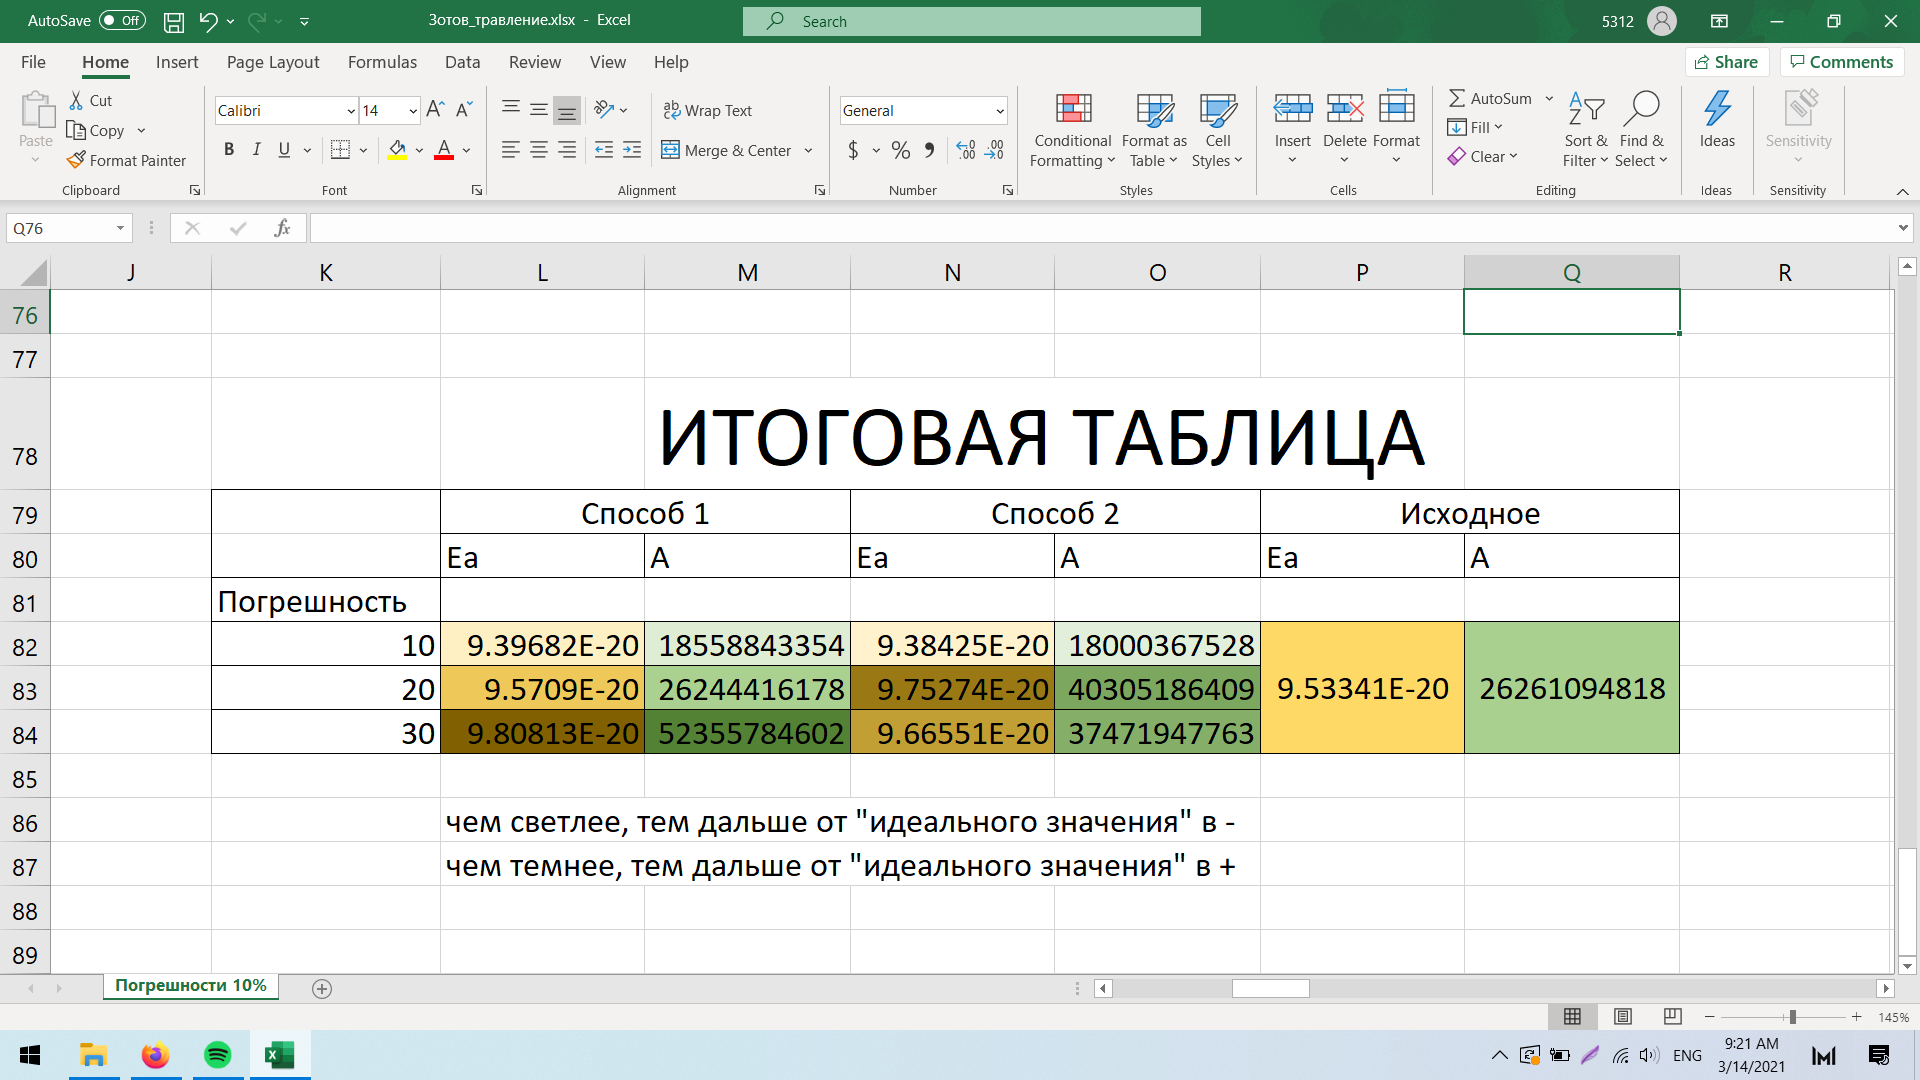 AutoSave Off Зотов_травление.xlsx - Excel Search 5312
File Home Insert Page Layout Formulas Data Review View Help Share Comments
Paste Cut Copy Format Painter Clipboard
Calibri 14 A A B I U A Font
ab Wrap Text Merge & Center Alignment
General $ % 9 .00 .00 Number
Conditional Formatting Format as Table Cell Styles Styles
Insert Delete Format Cells
AutoSum Fill Clear Sort & Filter Find & Select Editing
Ideas Ideas
Sensitivity Sensitivity
Q76 fx
J K L M N O P Q R
76
77
78 ИТОГОВАЯ ТАБЛИЦА
79 Способ 1 Способ 2 Исходное
80 Ea A Ea A Ea A
81 Погрешность
82 10 9.39682E-20 18558843354 9.38425E-20 18000367528
83 20 9.5709E-20 26244416178 9.75274E-20 40305186409 9.53341E-20 26261094818
84 30 9.80813E-20 52355784602 9.66551E-20 37471947763
85
86 чем светлее, тем дальше от "идеального значения" в -
87 чем темнее, тем дальше от "идеального значения" в +
88
89
Погрешности 10%
145%
ENG 9:21 AM
3/14/2021